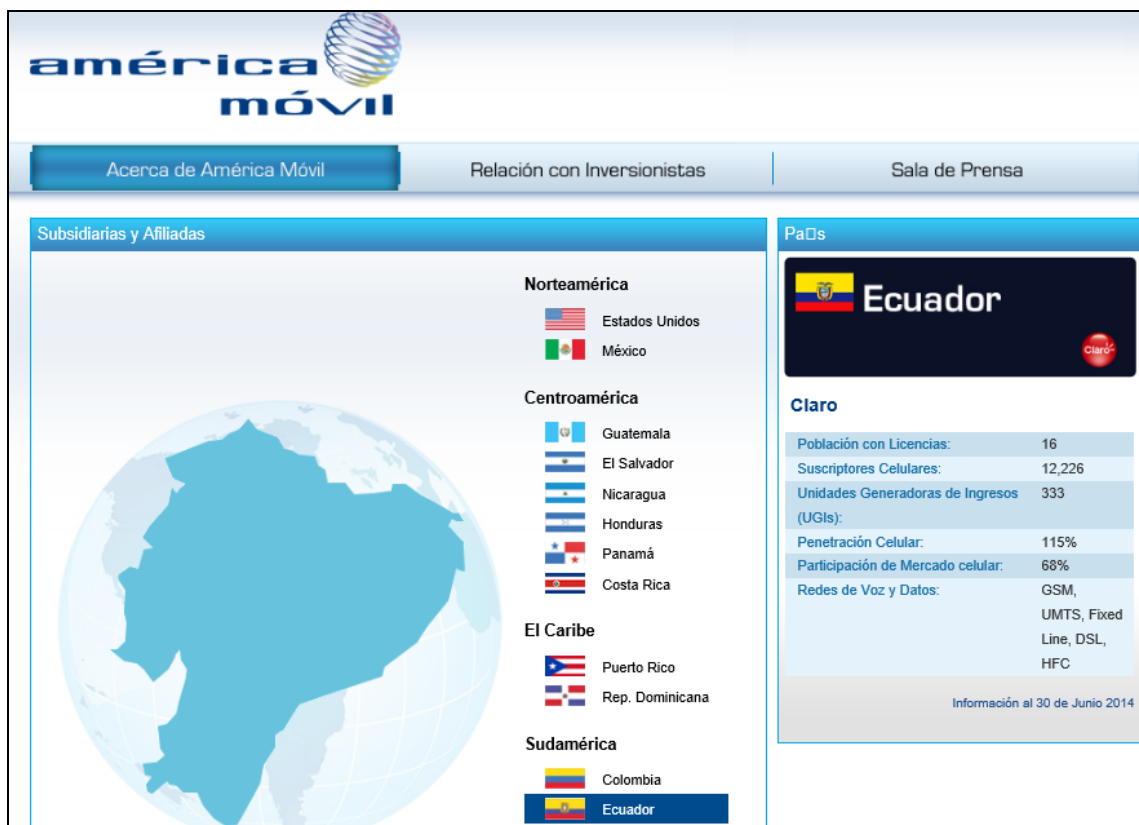 américa
móvil
Acerca de América Móvil
Relación con Inversionistas
Sala de Prensa
Subsidiarias y Afiliadas
Norteamérica
Estados Unidos
México
Centroamérica
Guatemala
El Salvador
Nicaragua
Honduras
Panamá
Costa Rica
El Caribe
Puerto Rico
Rep. Dominicana
Sudamérica
Colombia
Ecuador
Pa□s
Ecuador
Claro
Claro
Población con Licencias: 16
Suscriptores Celulares: 12,226
Unidades Generadoras de Ingresos 333
(UGIs):
Penetración Celular: 115%
Participación de Mercado celular: 68%
Redes de Voz y Datos: GSM,
UMTS, Fixed
Line, DSL,
HFC
Información al 30 de Junio 2014